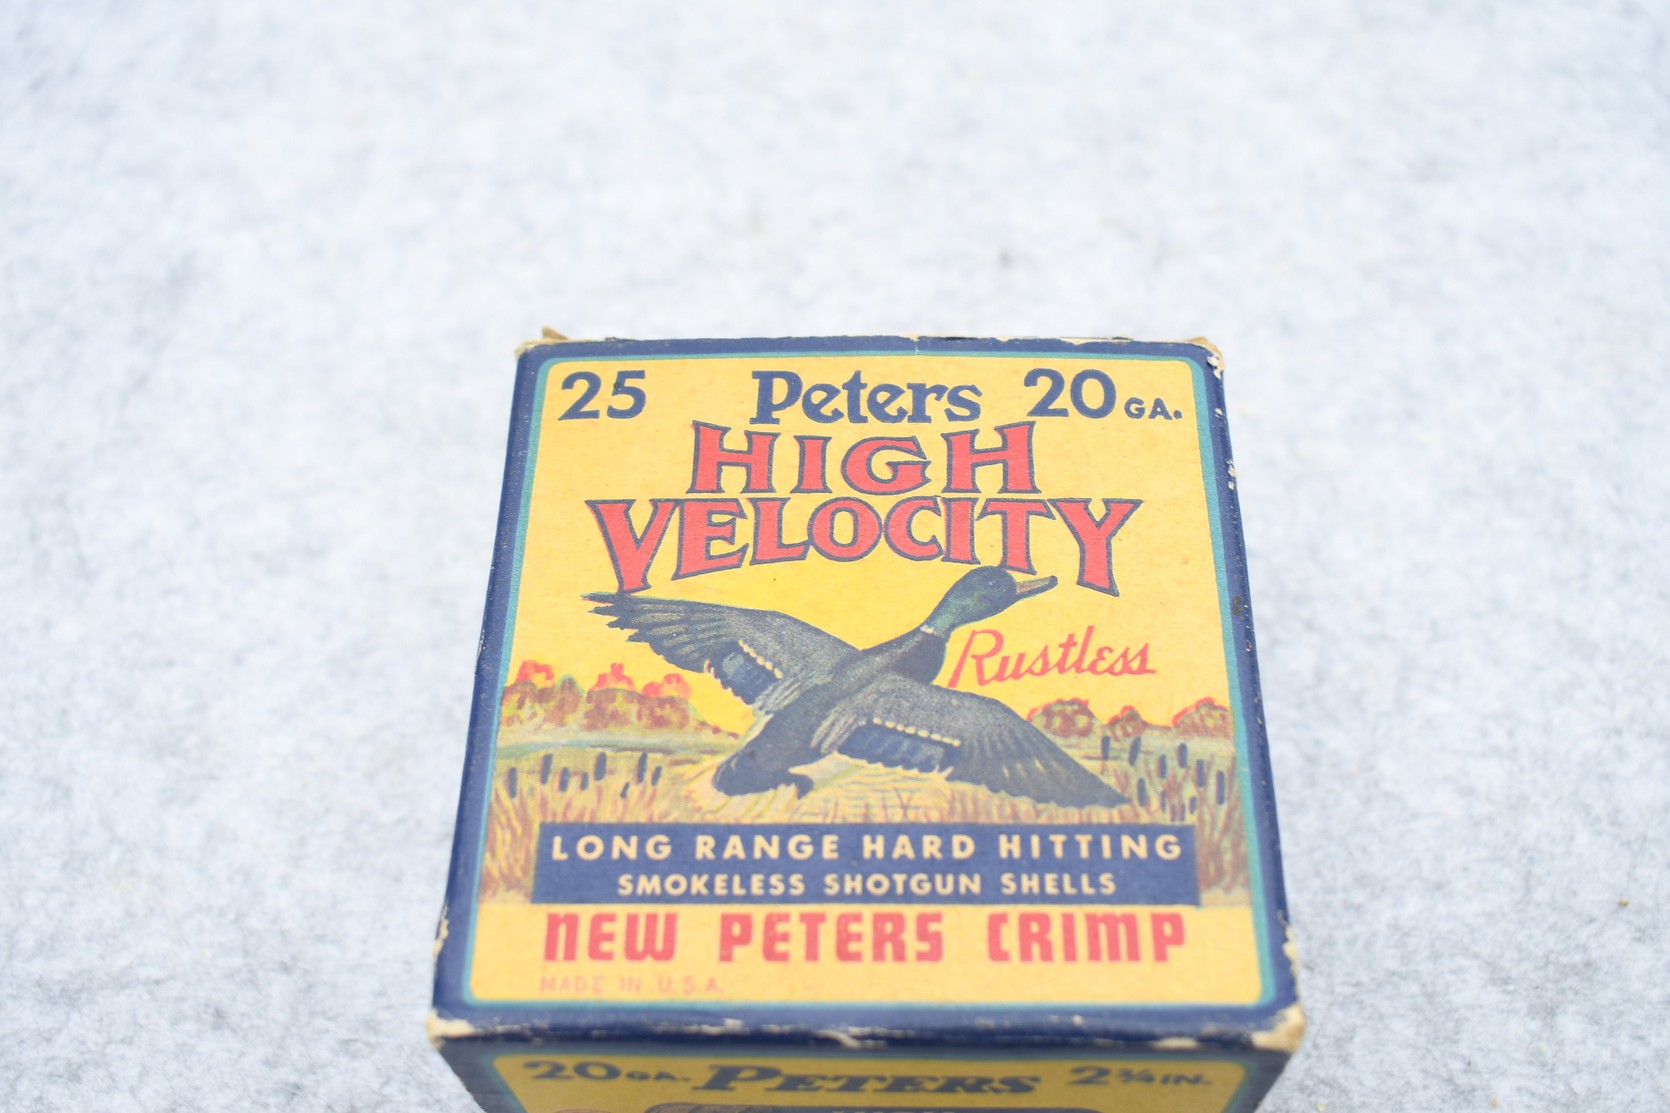 25 Peters 20 GA.
HIGH
VELOCITY
Rustless
LONG RANGE HARD HITTING
SMOKELESS SHOTGUN SHELLS
NEW PETERS CRIMP
MADE IN U.S.A.
20 GA. PETERS 2¾ IN.